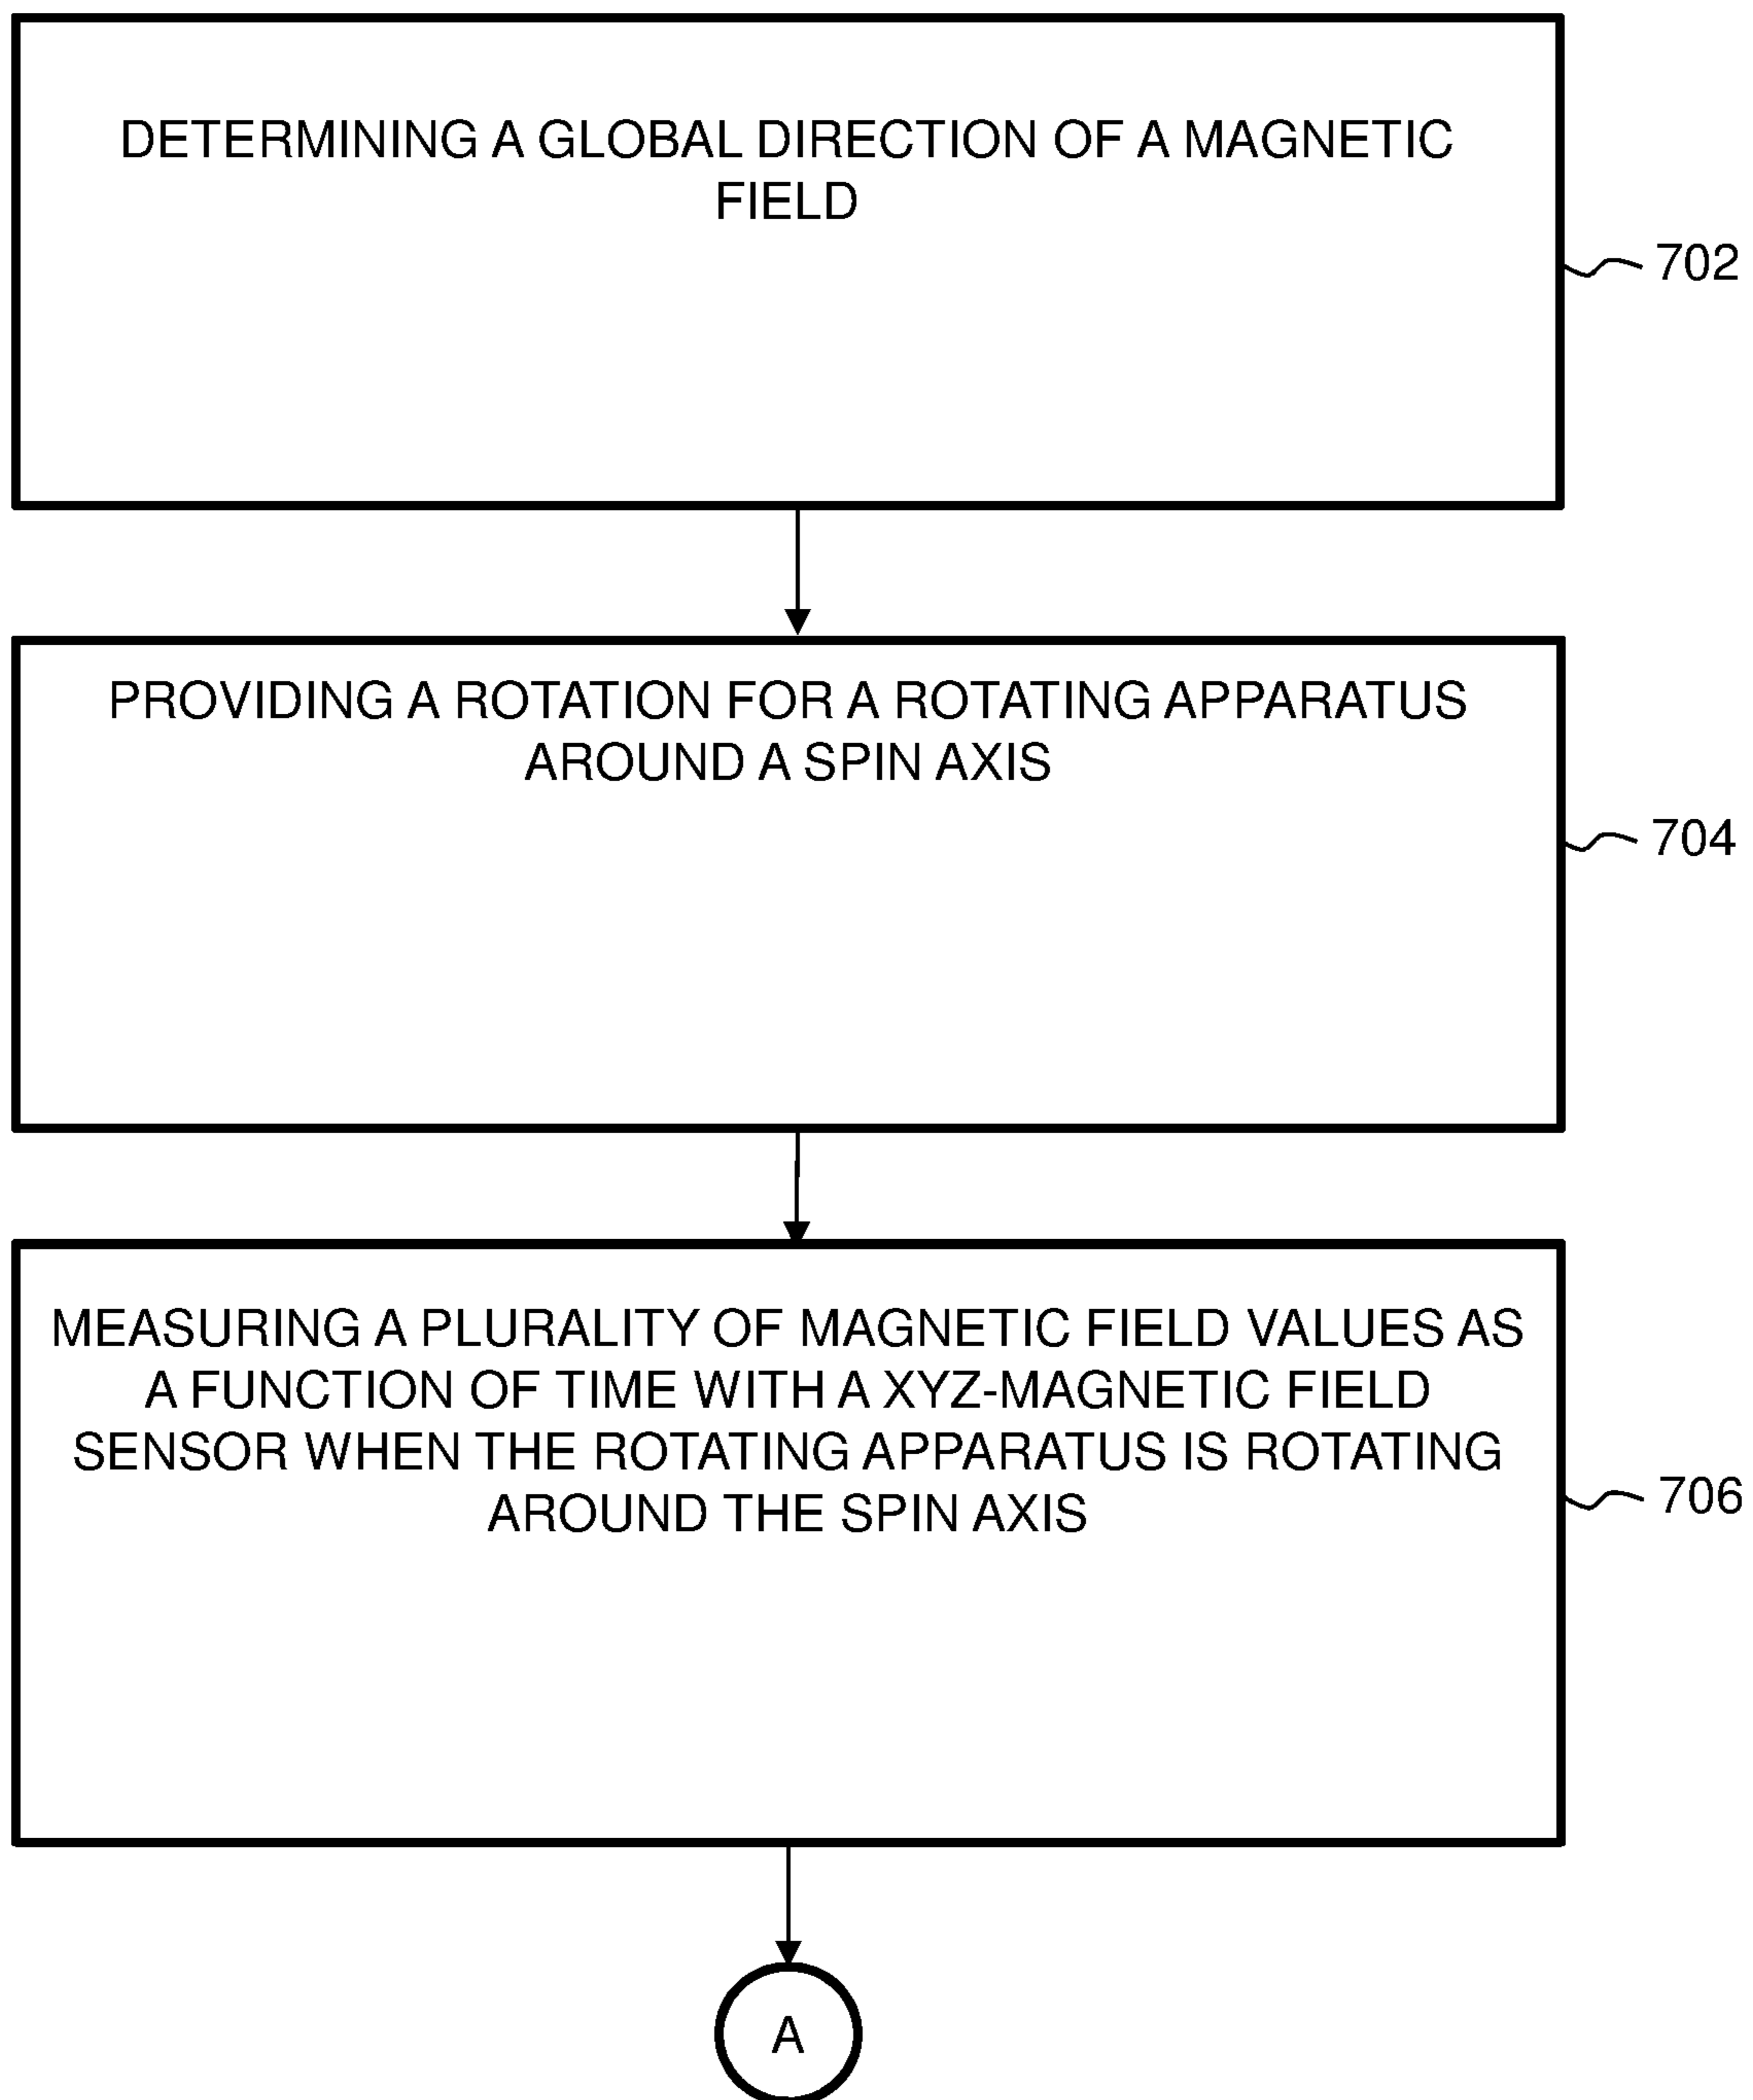 DETERMINING A GLOBAL DIRECTION OF A MAGNETIC
FIELD
702
PROVIDING A ROTATION FOR A ROTATING APPARATUS
AROUND A SPIN AXIS
704
MEASURING A PLURALITY OF MAGNETIC FIELD VALUES AS
A FUNCTION OF TIME WITH A XYZ-MAGNETIC FIELD
SENSOR WHEN THE ROTATING APPARATUS IS ROTATING
AROUND THE SPIN AXIS
706
A